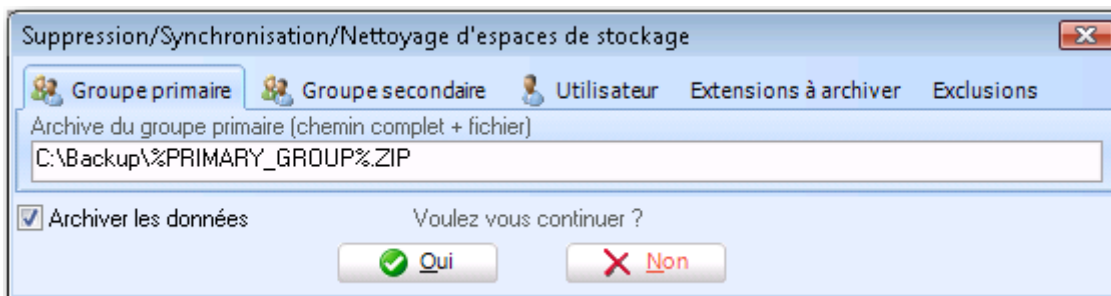 Suppression/Synchronisation/Nettoyage d'espaces de stockage
Groupe primaire Groupe secondaire Utilisateur Extensions à archiver Exclusions
Archive du groupe primaire (chemin complet + fichier)
C:\Backup\%PRIMARY_GROUP%.ZIP
Archiver les données Voulez vous continuer ?
Oui Non